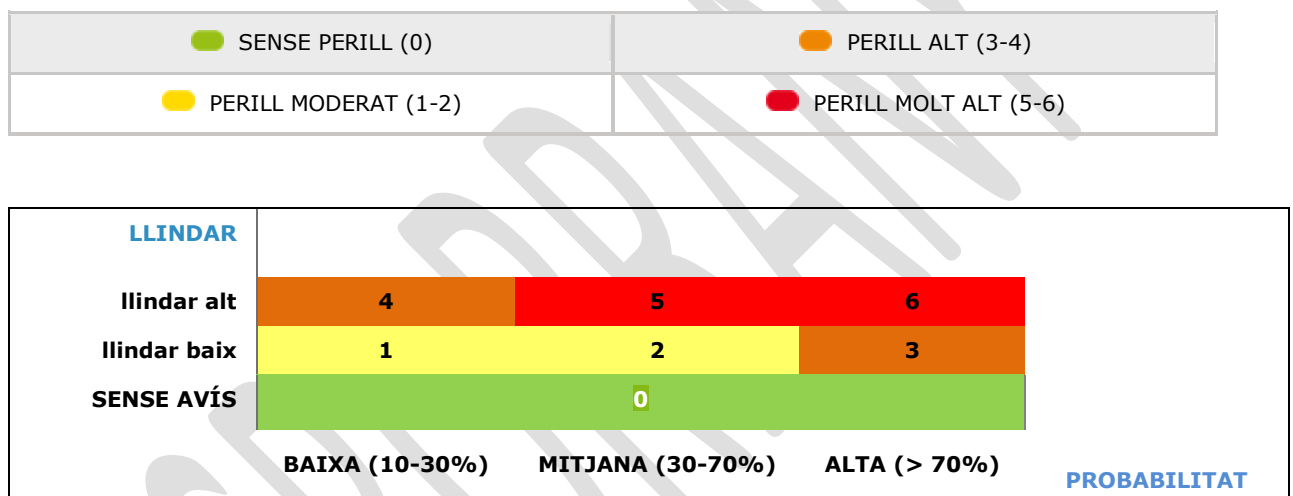 SENSE PERILL (0) PERILL ALT (3-4)
PERILL MODERAT (1-2) PERILL MOLT ALT (5-6)
LLINDAR
llindar alt 4 5 6
llindar baix 1 2 3
SENSE AVÍS 0
BAIXA (10-30%) MITJANA (30-70%) ALTA (> 70%)
PROBABILITAT